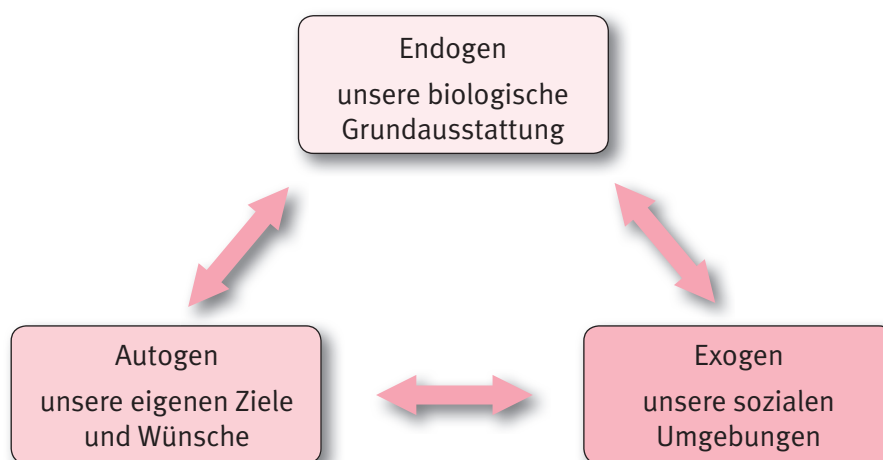 Endogen
unsere biologische
Grundausstattung
Autogen
unsere eigenen Ziele
und Wünsche
Exogen
unsere sozialen
Umgebungen